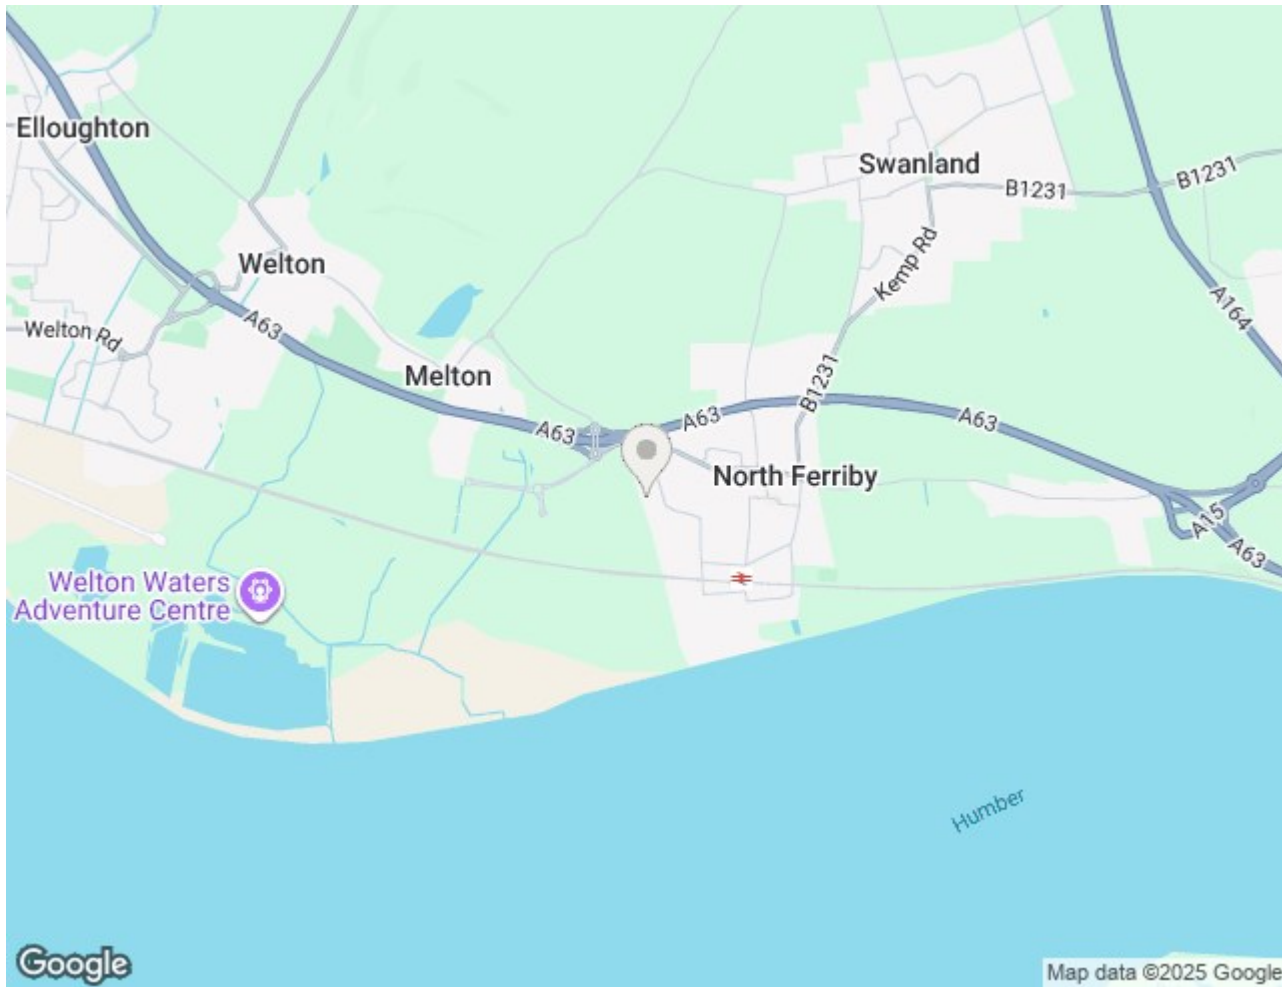 Elloughton
Swanland
B1231
B1231
Welton
Kemp Rd
Welton Rd
A63
A164
Melton
B1231
A63
A63
A63
North Ferriby
A15
A63
Welton Waters
Adventure Centre
Humber
Google
Map data ©2025 Google